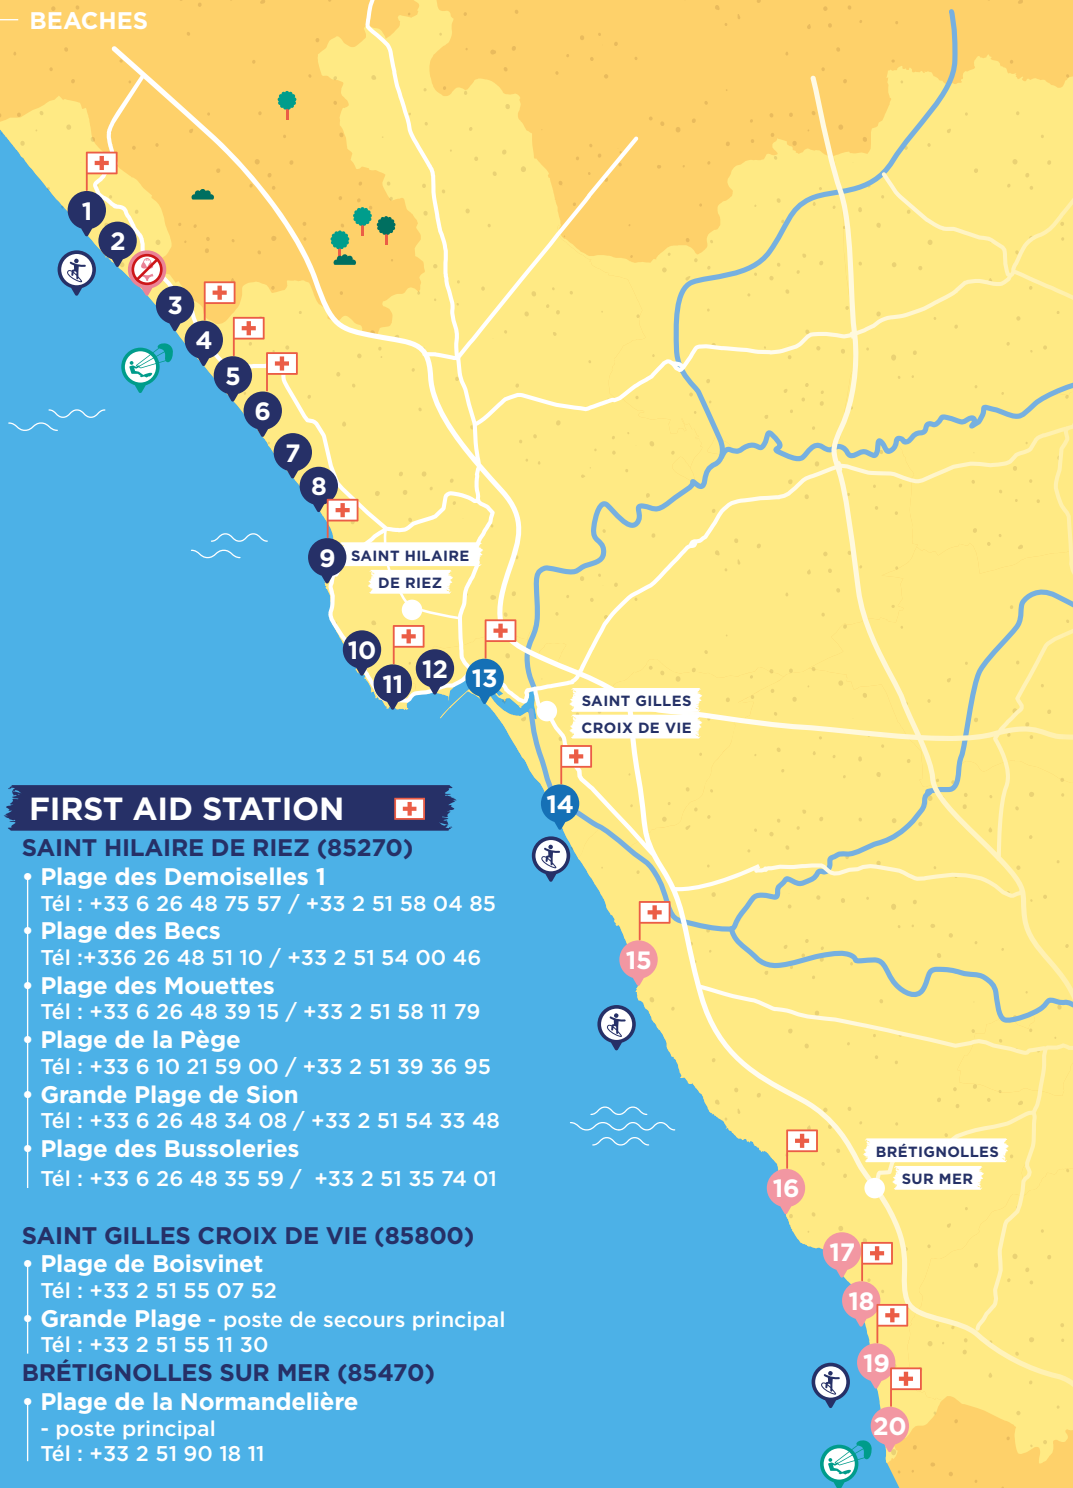 BEACHES
1
2
3
4
5
6
7
8
9
SAINT HILAIRE
DE RIEZ
10
11
12
13
SAINT GILLES
CROIX DE VIE
14
15
16
BRÉTIGNOLLES
SUR MER
17
18
19
20
FIRST AID STATION
SAINT HILAIRE DE RIEZ (85270)
Plage des Demoiselles 1
Tél : +33 6 26 48 75 57 / +33 2 51 58 04 85
Plage des Becs
Tél :+336 26 48 51 10 / +33 2 51 54 00 46
Plage des Mouettes
Tél : +33 6 26 48 39 15 / +33 2 51 58 11 79
Plage de la Pège
Tél : +33 6 10 21 59 00 / +33 2 51 39 36 95
Grande Plage de Sion
Tél : +33 6 26 48 34 08 / +33 2 51 54 33 48
Plage des Bussoleries
Tél : +33 6 26 48 35 59 / +33 2 51 35 74 01
SAINT GILLES CROIX DE VIE (85800)
Plage de Boisvinet
Tél : +33 2 51 55 07 52
Grande Plage - poste de secours principal
Tél : +33 2 51 55 11 30
BRÉTIGNOLLES SUR MER (85470)
Plage de la Normandelière
- poste principal
Tél : +33 2 51 90 18 11